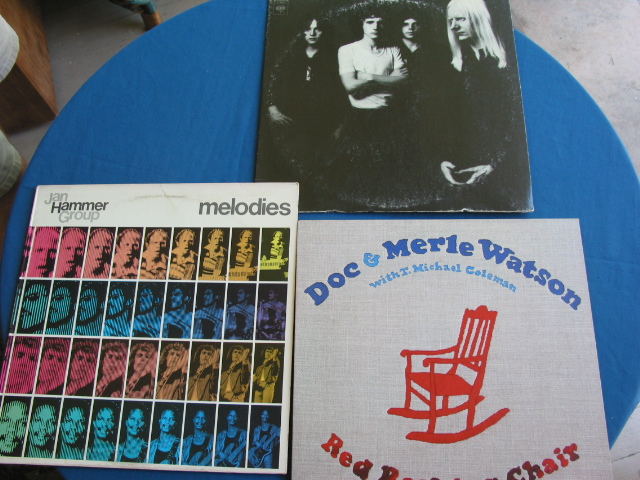 Jan
Hammer
Group
melodies
Doc & Merle Watson
with T. Michael Coleman
Red Rocking Chair